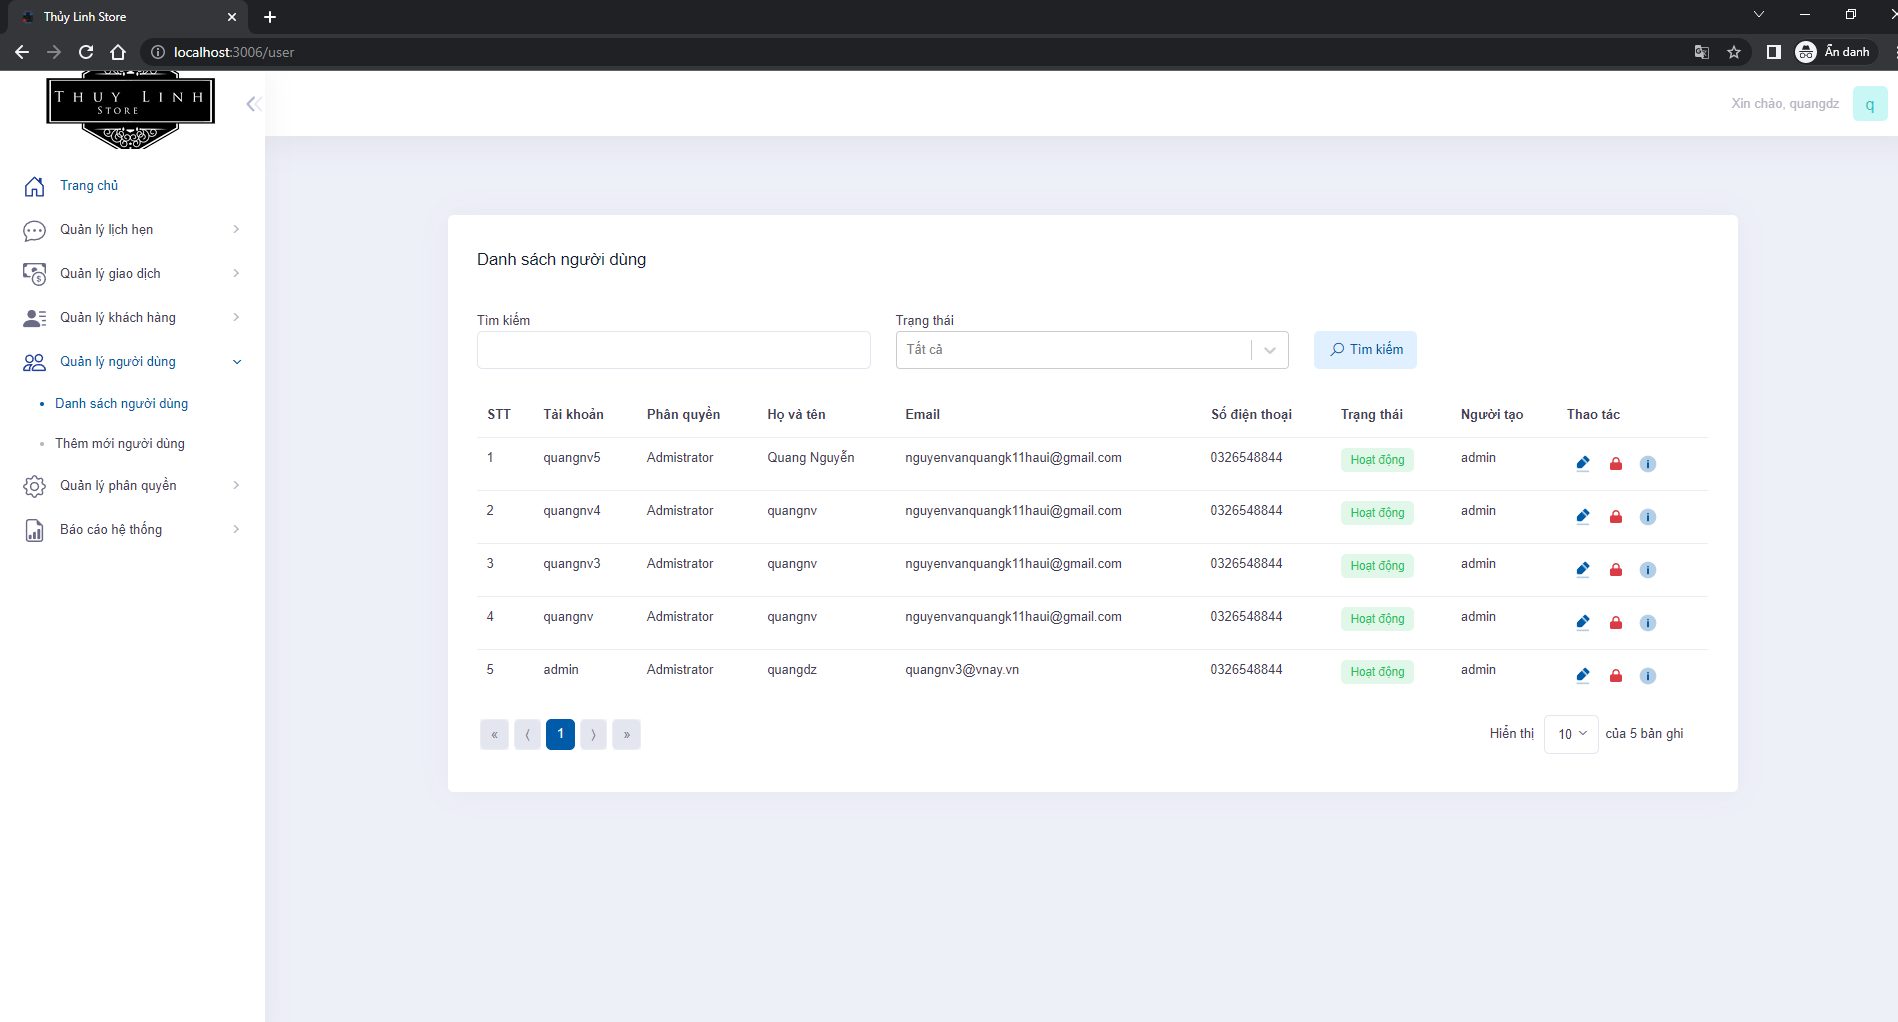 Thủy Linh Store
localhost:3006/user
Ẩn danh
THUY LINH
STORE
Xin chào, quangdz
q
Trang chủ
Quản lý lịch hẹn
Quản lý giao dịch
Quản lý khách hàng
Quản lý người dùng
Danh sách người dùng
Thêm mới người dùng
Quản lý phân quyền
Báo cáo hệ thống
Danh sách người dùng
Tìm kiếm
Trạng thái
Tất cả
Tìm kiếm
STT Tài khoản Phân quyền Họ và tên Email Số điện thoại Trạng thái Người tạo Thao tác
1 quangnv5 Admistrator Quang Nguyễn nguyenvanquangk11haui@gmail.com 0326548844 Hoạt động admin
2 quangnv4 Admistrator quangnv nguyenvanquangk11haui@gmail.com 0326548844 Hoạt động admin
3 quangnv3 Admistrator quangnv nguyenvanquangk11haui@gmail.com 0326548844 Hoạt động admin
4 quangnv Admistrator quangnv nguyenvanquangk11haui@gmail.com 0326548844 Hoạt động admin
5 admin Admistrator quangdz quangnv3@vnay.vn 0326548844 Hoạt động admin
« ⟨ 1 ⟩ »
Hiển thị 10 của 5 bản ghi